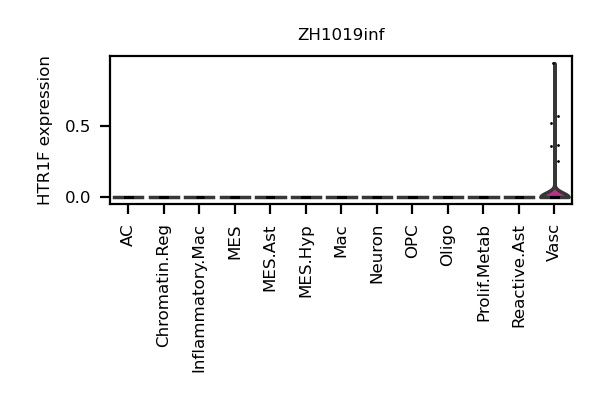 ZH1019inf
HTR1F expression
0.5
0.0
AC
Chromatin.Reg
Inflammatory.Mac
MES
MES.Ast
MES.Hyp
Mac
Neuron
OPC
Oligo
Prolif.Metab
Reactive.Ast
Vasc